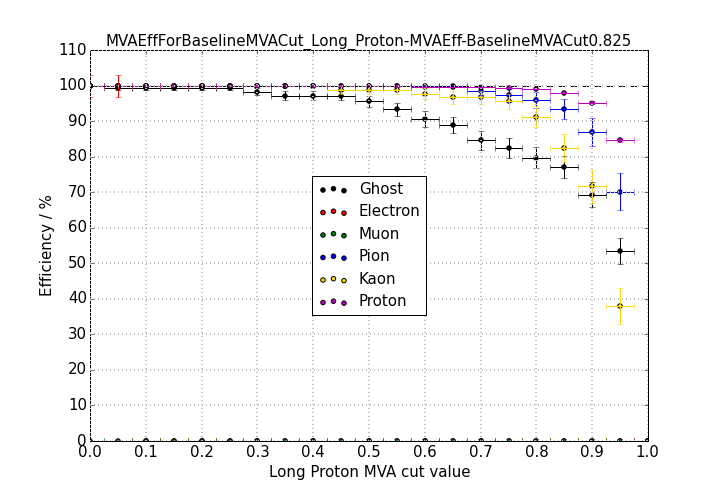 MVAEffForBaselineMVACut_Long_Proton-MVAEff-BaselineMVACut0.825
110
100
90
80
70
60
50
40
30
20
10
0
Efficiency / %
Ghost
Electron
Muon
Pion
Kaon
Proton
0.0 0.1 0.2 0.3 0.4 0.5 0.6 0.7 0.8 0.9 1.0
Long Proton MVA cut value